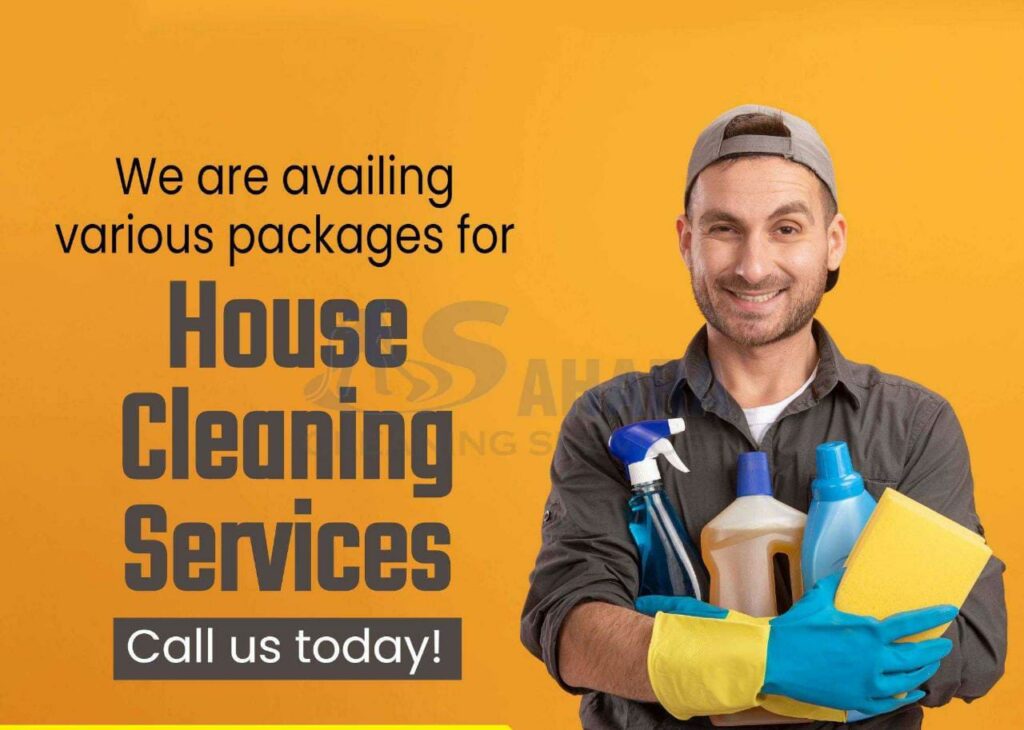 We are availing
various packages for
House
Cleaning
Services
Call us today!